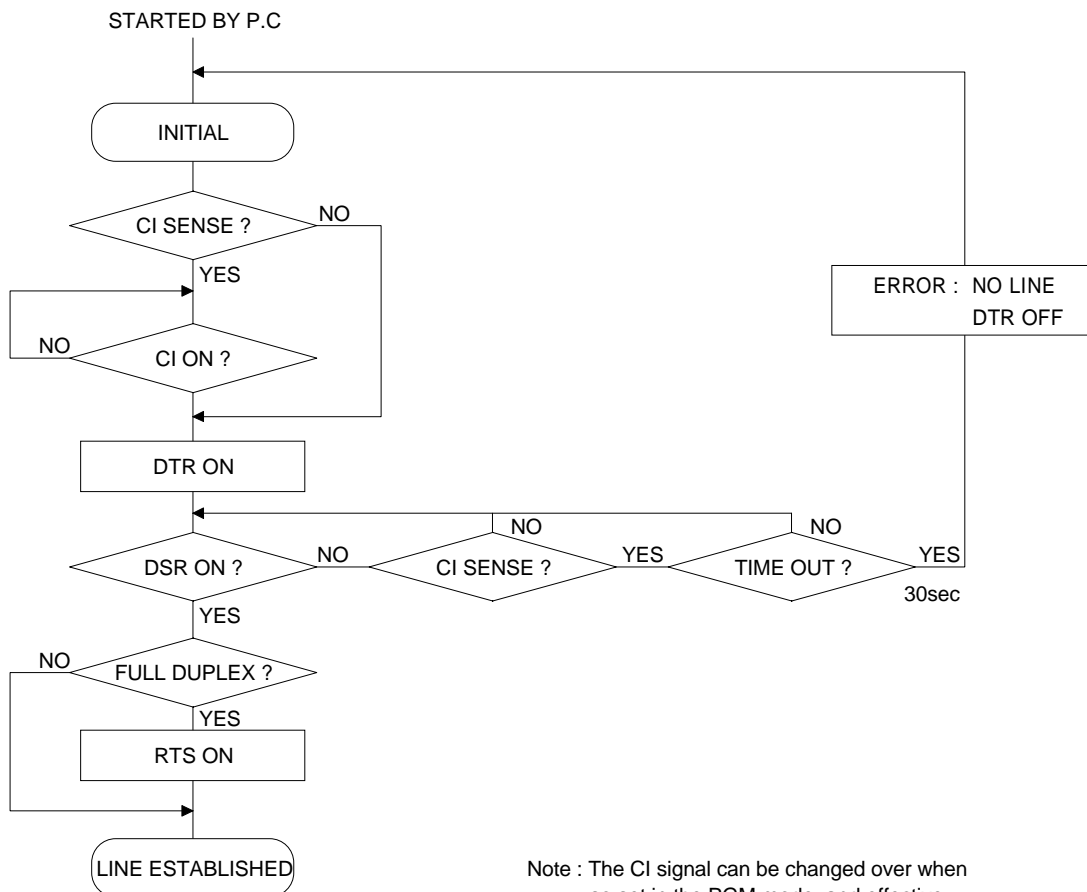 STARTED BY P.C
INITIAL
CI SENSE ?
NO
YES
NO
CI ON ?
ERROR : NO LINE
DTR OFF
DTR ON
DSR ON ?
NO
CI SENSE ?
NO
YES
TIME OUT ?
NO
YES
30sec
YES
NO
FULL DUPLEX ?
YES
RTS ON
LINE ESTABLISHED
Note : The CI signal can be changed over when